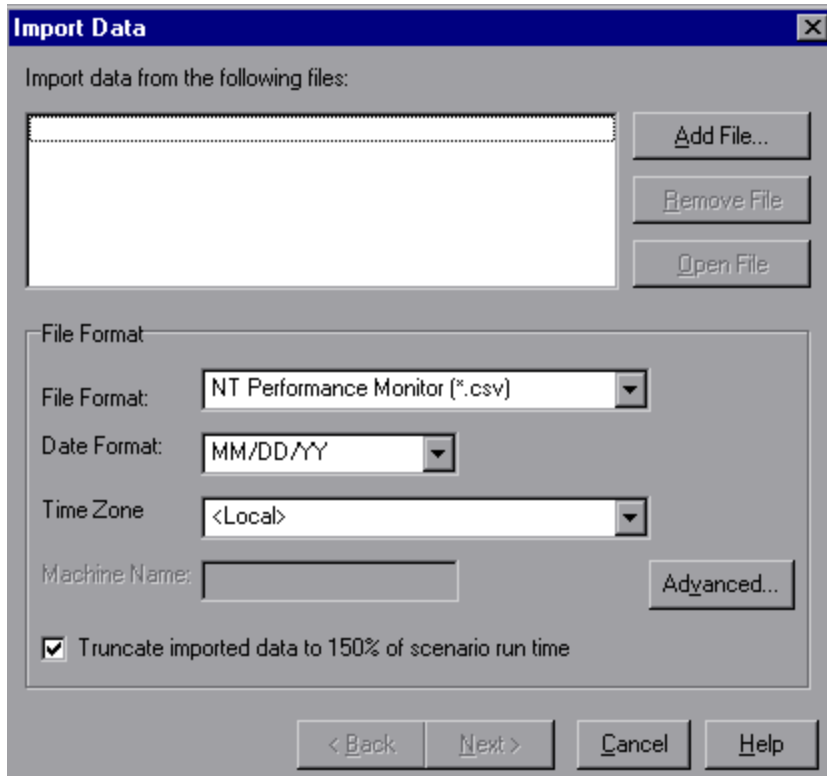 Import Data
Import data from the following files:
Add File...
Remove File
Open File
File Format
File Format:
NT Performance Monitor (*.csv)
Date Format:
MM/DD/YY
Time Zone
<Local>
Machine Name:
Advanced...
Truncate imported data to 150% of scenario run time
< Back
Next >
Cancel
Help